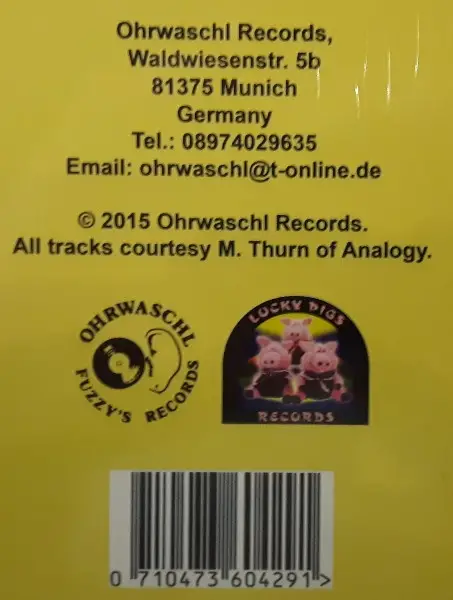 Ohrwaschl Records,
Waldwiesenstr. 5b
81375 Munich
Germany
Tel.: 08974029635
Email: ohrwaschl@t-online.de
© 2015 Ohrwaschl Records.
All tracks courtesy M. Thurn of Analogy.
OHRWASCHL
FUZZY'S RECORDS
LUCKY PIGS
RECORDS
0 710473 604291 >